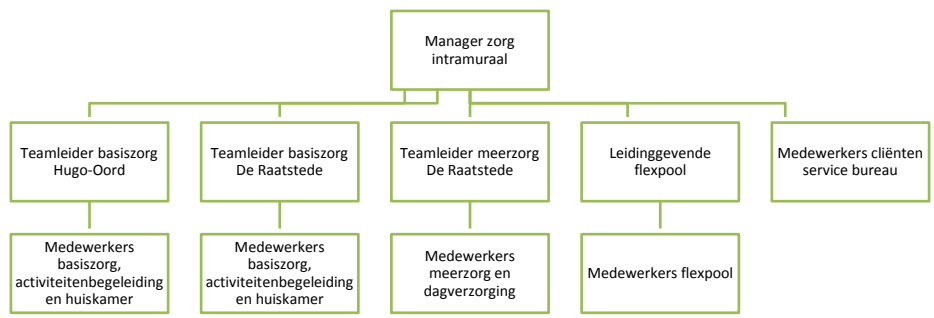 Manager zorg
intramuraal
Teamleider basiszorg
Hugo-Oord
Teamleider basiszorg
De Raatstede
Teamleider meerzorg
De Raatstede
Leidinggevende
flexpool
Medewerkers cliënten
service bureau
Medewerkers
basiszorg,
activiteitenbegeleiding
en huiskamer
Medewerkers
basiszorg,
activiteitenbegeleiding
en huiskamer
Medewerkers
meerzorg en
dagverzorging
Medewerkers flexpool